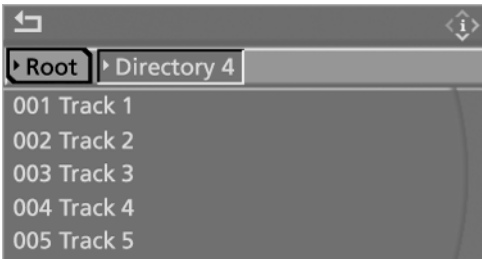 i
Root Directory 4
001 Track 1
002 Track 2
003 Track 3
004 Track 4
005 Track 5